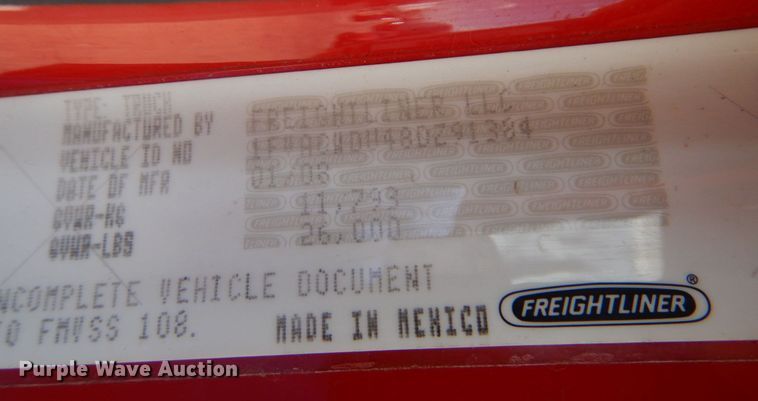 TYPE: TRUCK
MANUFACTURED BY FREIGHTLINER LLC
VEHICLE ID NO
DATE OF MFR 01/08
GVWR-KG 11,793
GVWR-LBS 26,000
NCOMPLETE VEHICLE DOCUMENT
FMVSS 108. MADE IN MEXICO
FREIGHTLINER ®
Purple Wave Auction